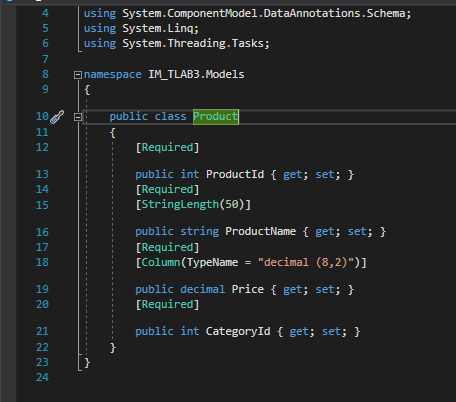 4 using System.ComponentModel.DataAnnotations.Schema;
5 using System.Linq;
6 using System.Threading.Tasks;
7
8 namespace IM_TLAB3.Models
9 {
10 public class Product
11 {
12 [Required]
13 public int ProductId { get; set; }
14 [Required]
15 [StringLength(50)]
16 public string ProductName { get; set; }
17 [Required]
18 [Column(TypeName = "decimal (8,2)")]
19 public decimal Price { get; set; }
20 [Required]
21 public int CategoryId { get; set; }
22 }
23 }
24